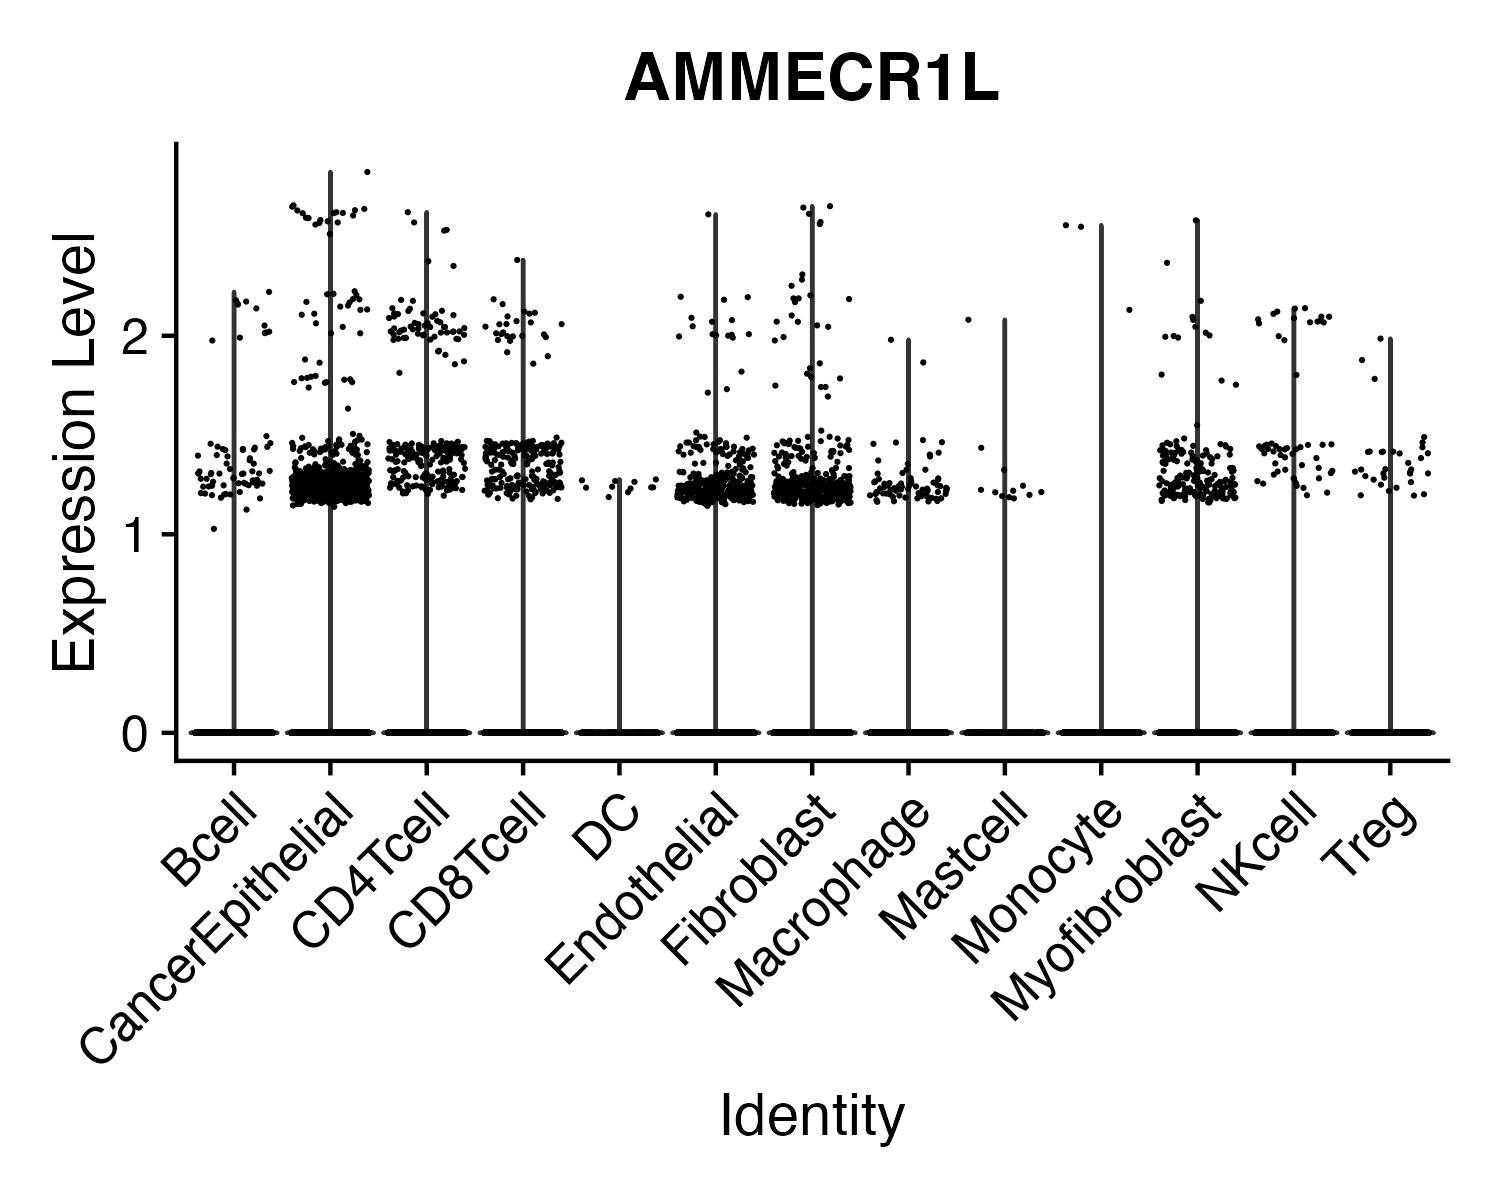 AMMECR1L
Expression Level
2
1
0
Bcell
CancerEpithelial
CD4Tcell
CD8Tcell
DC
Endothelial
Fibroblast
Macrophage
Mastcell
Monocyte
Myofibroblast
NKcell
Treg
Identity